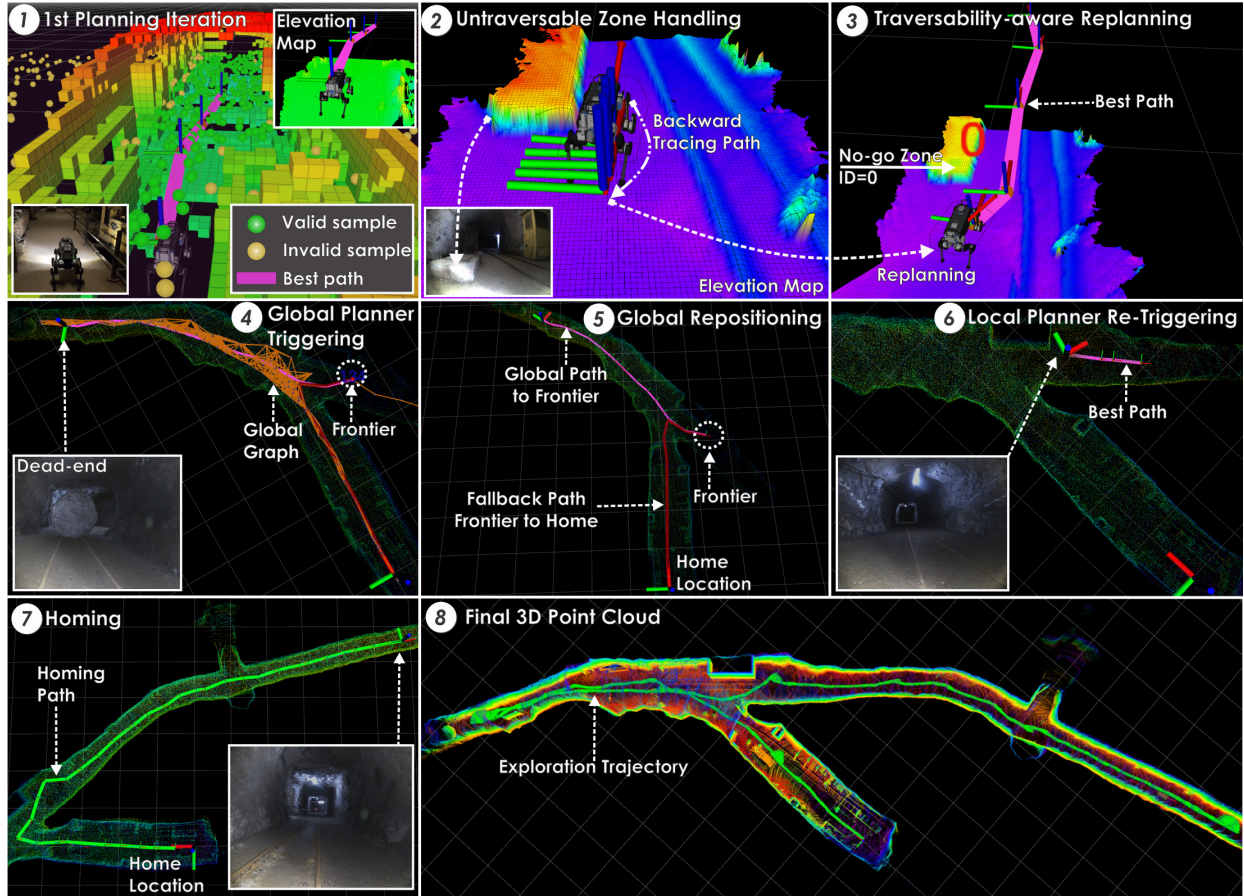 1 1st Planning Iteration
Elevation
Map
Valid sample
Invalid sample
Best path
2 Untraversable Zone Handling
Backward
Tracing Path
Elevation Map
3 Traversability-aware Replanning
Best Path
No-go Zone
ID=0
0
Replanning
4 Global Planner
Triggering
Global
Graph
Frontier
Dead-end
5 Global Repositioning
Global Path
to Frontier
Frontier
Fallback Path
Frontier to Home
Home
Location
6 Local Planner Re-Triggering
Best Path
7 Homing
Homing
Path
Home
Location
8 Final 3D Point Cloud
Exploration Trajectory